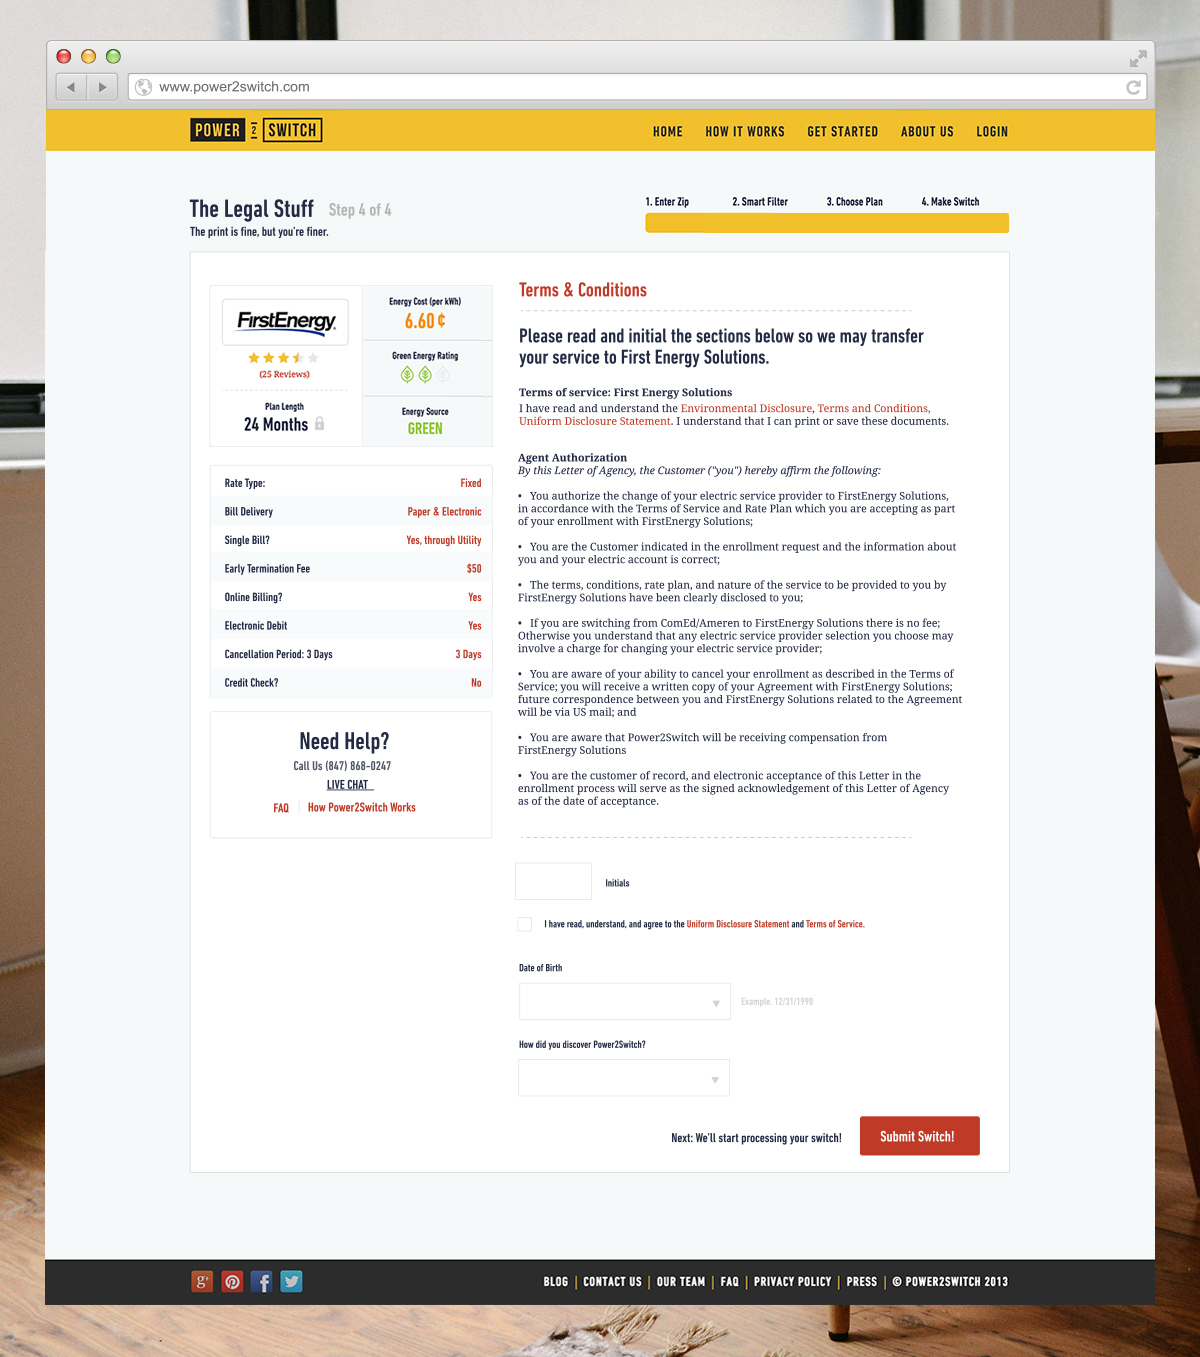 www.power2switch.com
POWER 2 SWITCH
HOME HOW IT WORKS GET STARTED ABOUT US LOGIN
The Legal Stuff Step 4 of 4
The print is fine, but you're finer.
1. Enter Zip 2. Smart Filter 3. Choose Plan 4. Make Switch
FirstEnergy
(25 Reviews)
Plan Length
24 Months
Energy Cost (per kWh)
6.60 ¢
Green Energy Rating
Energy Source
GREEN
Rate Type: Fixed
Bill Delivery Paper & Electronic
Single Bill? Yes, through Utility
Early Termination Fee $50
Online Billing? Yes
Electronic Debit Yes
Cancellation Period: 3 Days 3 Days
Credit Check? No
Need Help?
Call Us (847) 868-0247
LIVE CHAT
FAQ How Power2Switch Works
Terms & Conditions
Please read and initial the sections below so we may transfer
your service to First Energy Solutions.
Terms of service: First Energy Solutions
I have read and understand the Environmental Disclosure, Terms and Conditions,
Uniform Disclosure Statement. I understand that I can print or save these documents.
Agent Authorization
By this Letter of Agency, the Customer ("you") hereby affirm the following:
• You authorize the change of your electric service provider to FirstEnergy Solutions,
in accordance with the Terms of Service and Rate Plan which you are accepting as part
of your enrollment with FirstEnergy Solutions;
• You are the Customer indicated in the enrollment request and the information about
you and your electric account is correct;
• The terms, conditions, rate plan, and nature of the service to be provided to you by
FirstEnergy Solutions have been clearly disclosed to you;
• If you are switching from ComEd/Ameren to FirstEnergy Solutions there is no fee;
Otherwise you understand that any electric service provider selection you choose may
involve a charge for changing your electric service provider;
• You are aware of your ability to cancel your enrollment as described in the Terms of
Service; you will receive a written copy of your Agreement with FirstEnergy Solutions;
future correspondence between you and FirstEnergy Solutions related to the Agreement
will be via US mail; and
• You are aware that Power2Switch will be receiving compensation from
FirstEnergy Solutions
• You are the customer of record, and electronic acceptance of this Letter in the
enrollment process will serve as the signed acknowledgement of this Letter of Agency
as of the date of acceptance.
Initials
I have read, understand, and agree to the Uniform Disclosure Statement and Terms of Service.
Date of Birth
Example. 12/31/1990
How did you discover Power2Switch?
Next: We'll start processing your switch! Submit Switch!
g+ f
BLOG | CONTACT US | OUR TEAM | FAQ | PRIVACY POLICY | PRESS | © POWER2SWITCH 2013